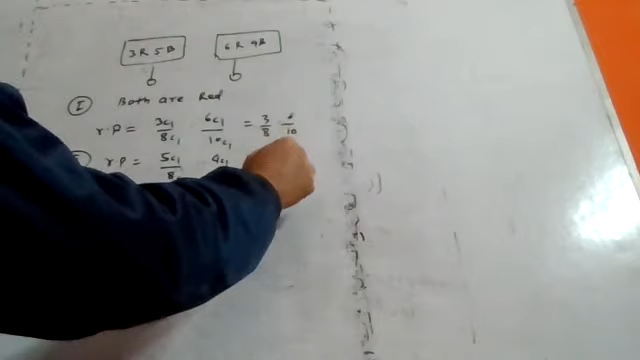 3R 5B 6R 4B
I Both are Red
r.P = 3C1/8C1 6C1/10C1 = 3/8 6/10
r.P = 5C1/8 4C1